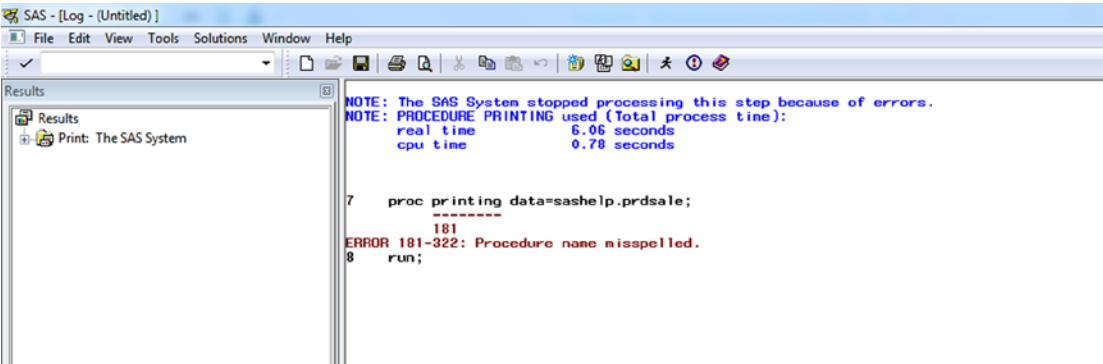 SAS - [Log - (Untitled) ]
File Edit View Tools Solutions Window Help
Results
Results
Print: The SAS System
NOTE: The SAS System stopped processing this step because of errors.
NOTE: PROCEDURE PRINTING used (Total process time):
real time 6.06 seconds
cpu time 0.78 seconds
7 proc printing data=sashelp.prdsale;
--------
181
ERROR 181-322: Procedure name misspelled.
8 run;